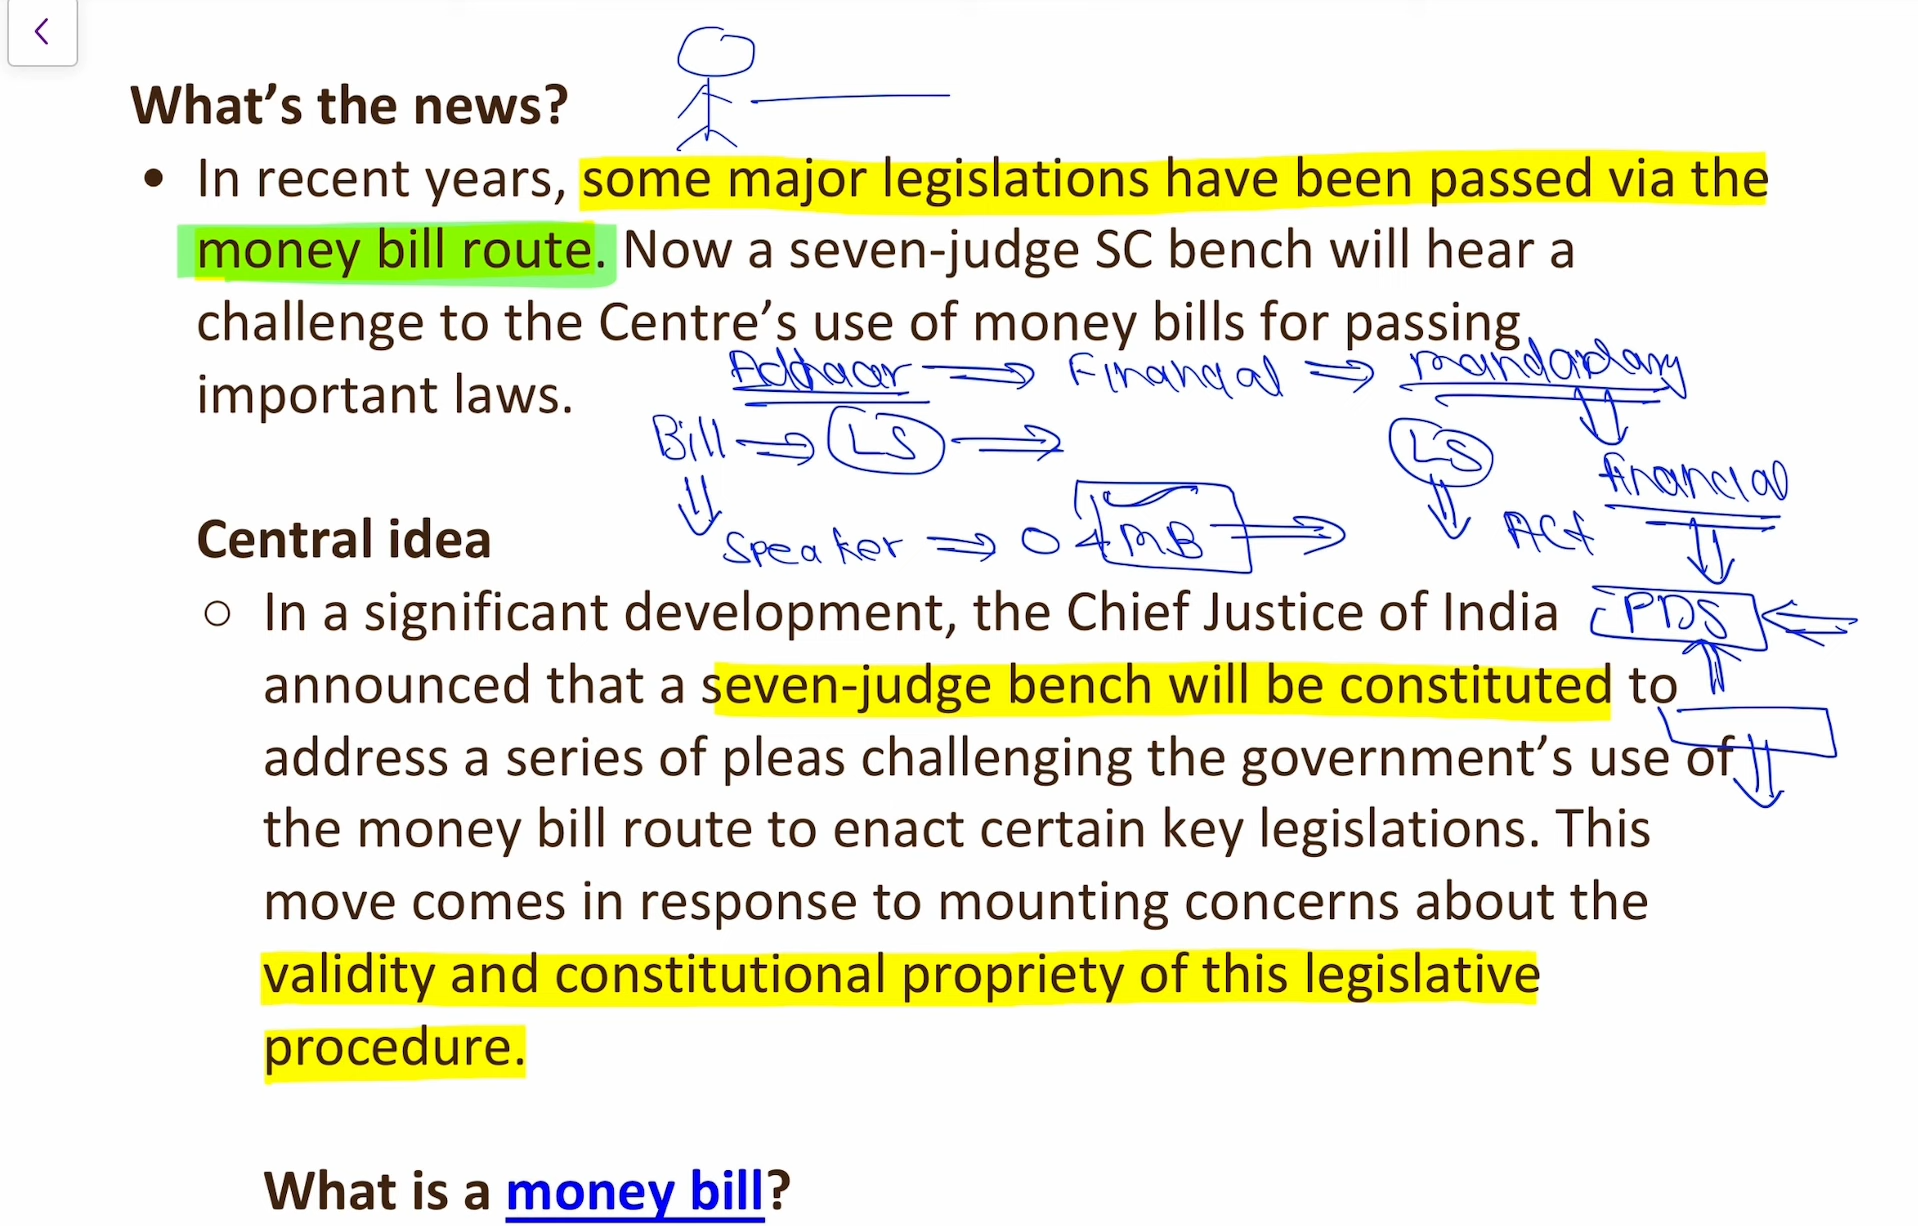 What’s the news?
• In recent years, some major legislations have been passed via the
money bill route. Now a seven-judge SC bench will hear a
challenge to the Centre’s use of money bills for passing
important laws.
Financial
Bill LS
LS
financial
Central idea
Speaker MB
Act
○ In a significant development, the Chief Justice of India
PDS
announced that a seven-judge bench will be constituted to
address a series of pleas challenging the government’s use of
the money bill route to enact certain key legislations. This
move comes in response to mounting concerns about the
validity and constitutional propriety of this legislative
procedure.
What is a money bill?